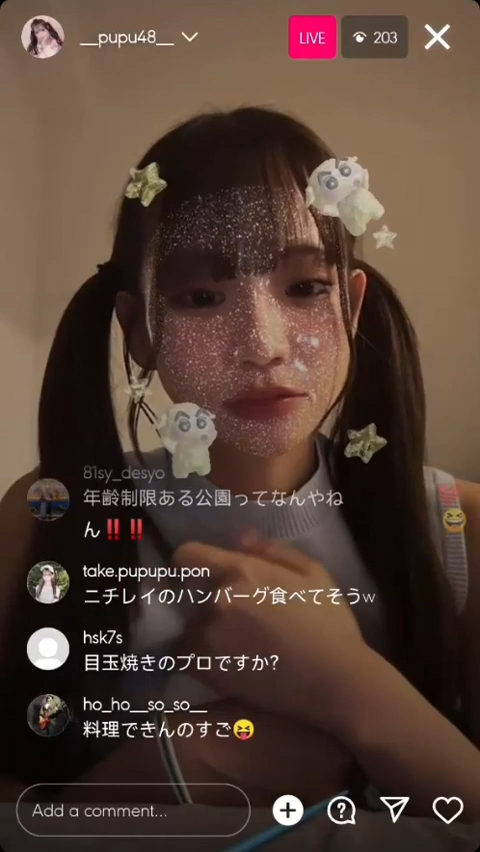 __pupu48__
LIVE
203
81sy_desyo
年齢制限ある公園ってなんやね
ん‼️‼️
take.pupupu.pon
ニチレイのハンバーグ食べてそうw
hsk7s
目玉焼きのプロですか?
ho_ho__so_so__
料理できんのすご😝
Add a comment...